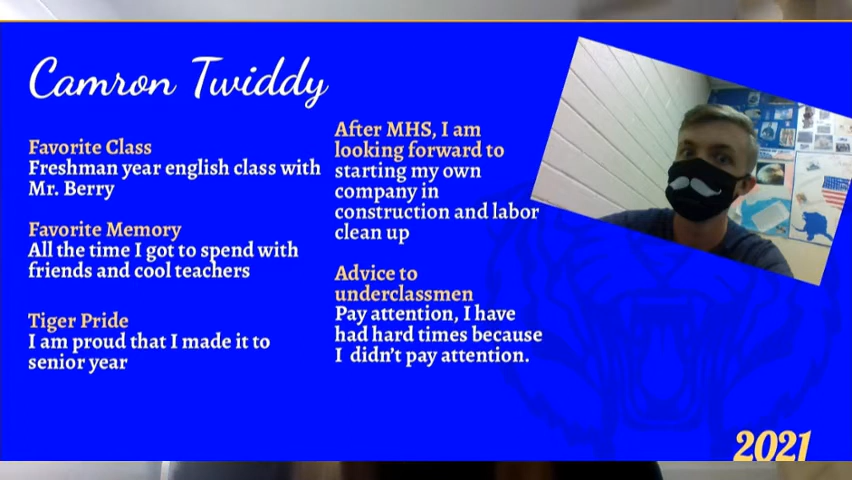 Camron Twiddy
Favorite Class
Freshman year english class with
Mr. Berry
Favorite Memory
All the time I got to spend with
friends and cool teachers
Tiger Pride
I am proud that I made it to
senior year
After MHS, I am
looking forward to
starting my own
company in
construction and labor
clean up
Advice to
underclassmen
Pay attention, I have
had hard times because
I didn't pay attention.
2021